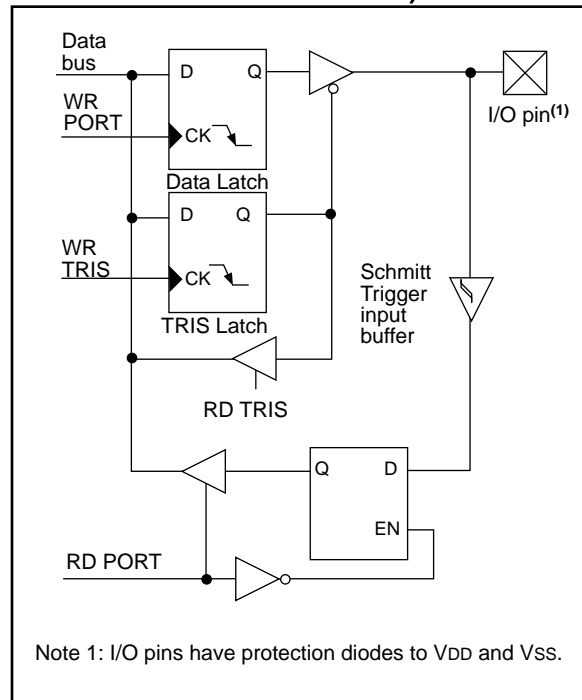 Data
bus
D
Q
WR
PORT
CK
I/O pin(1)
Data Latch
D
Q
WR
TRIS
CK
Schmitt
Trigger
input
buffer
TRIS Latch
RD TRIS
Q
D
EN
RD PORT
Note 1: I/O pins have protection diodes to VDD and VSS.